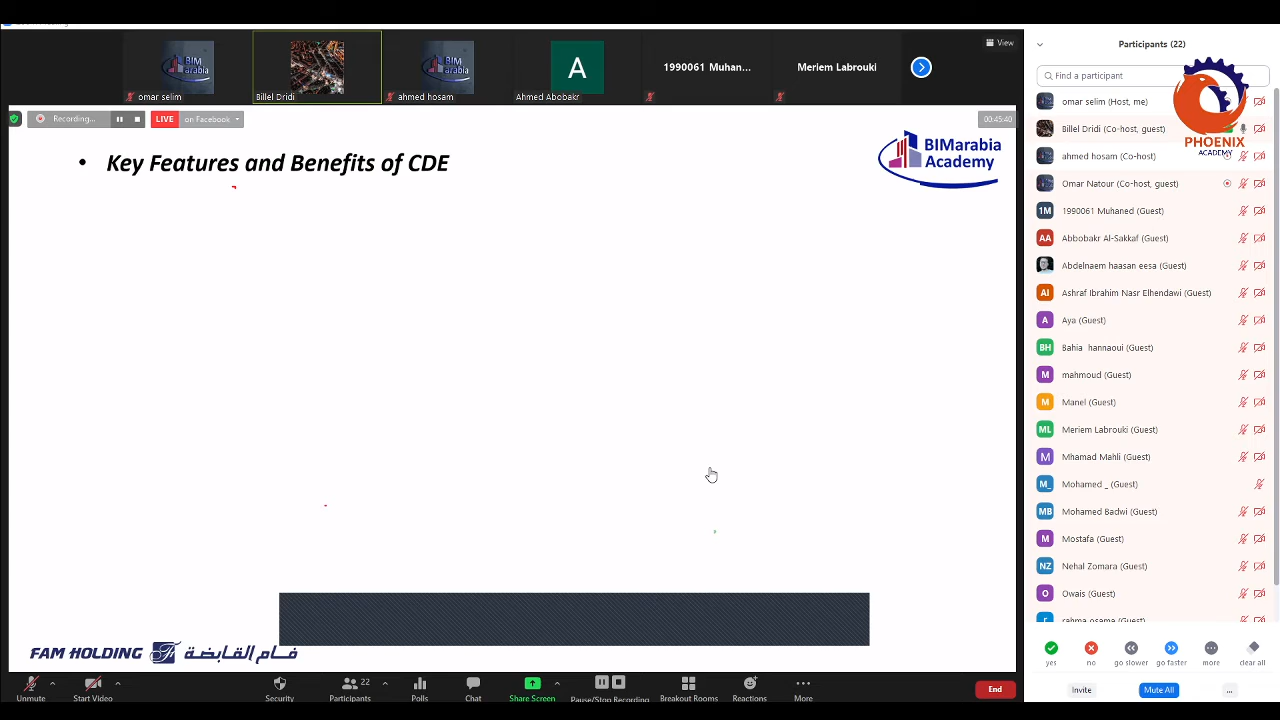 View
omar selim
Billel Dridi
ahmed hosam
A
Ahmed Abobakr
1990061 Muhan...
Meriem Labrouki
Recording...
LIVE
on Facebook
00:45:40
• Key Features and Benefits of CDE
BIMarabia
Academy
FAM HOLDING
فـام القـابضـة
Participants (22)
Find a participant
PHOENIX
ACADEMY
omar selim (Host, me)
Billel Dridi (Co-host, guest)
ahmed hosam (Co-host)
Omar Natour (Co-host, guest)
1M 1990061 Muhaned (Guest)
AA Abbobakr Al-Sakkaf (Guest)
Abdelnaem haasan eesa (Guest)
AI Ashraf Ibrahim Nasr Elhendawi (Guest)
A Aya (Guest)
BH Bahia hannaoui (Guest)
M mahmoud (Guest)
M Manel (Guest)
ML Meriem Labrouki (Guest)
M Mhamad Mahli (Guest)
M_ Mohamed _ (Guest)
MB Mohamed Badwi (Guest)
M Mostafa (Guest)
NZ Nehal Zomara (Guest)
O Owais (Guest)
rahma osama (Guest)
yes no go slower go faster more clear all
Invite Mute All ...
Unmute Start Video Security Participants 22 Polls Chat Share Screen Pause/Stop Recording Breakout Rooms Reactions More End